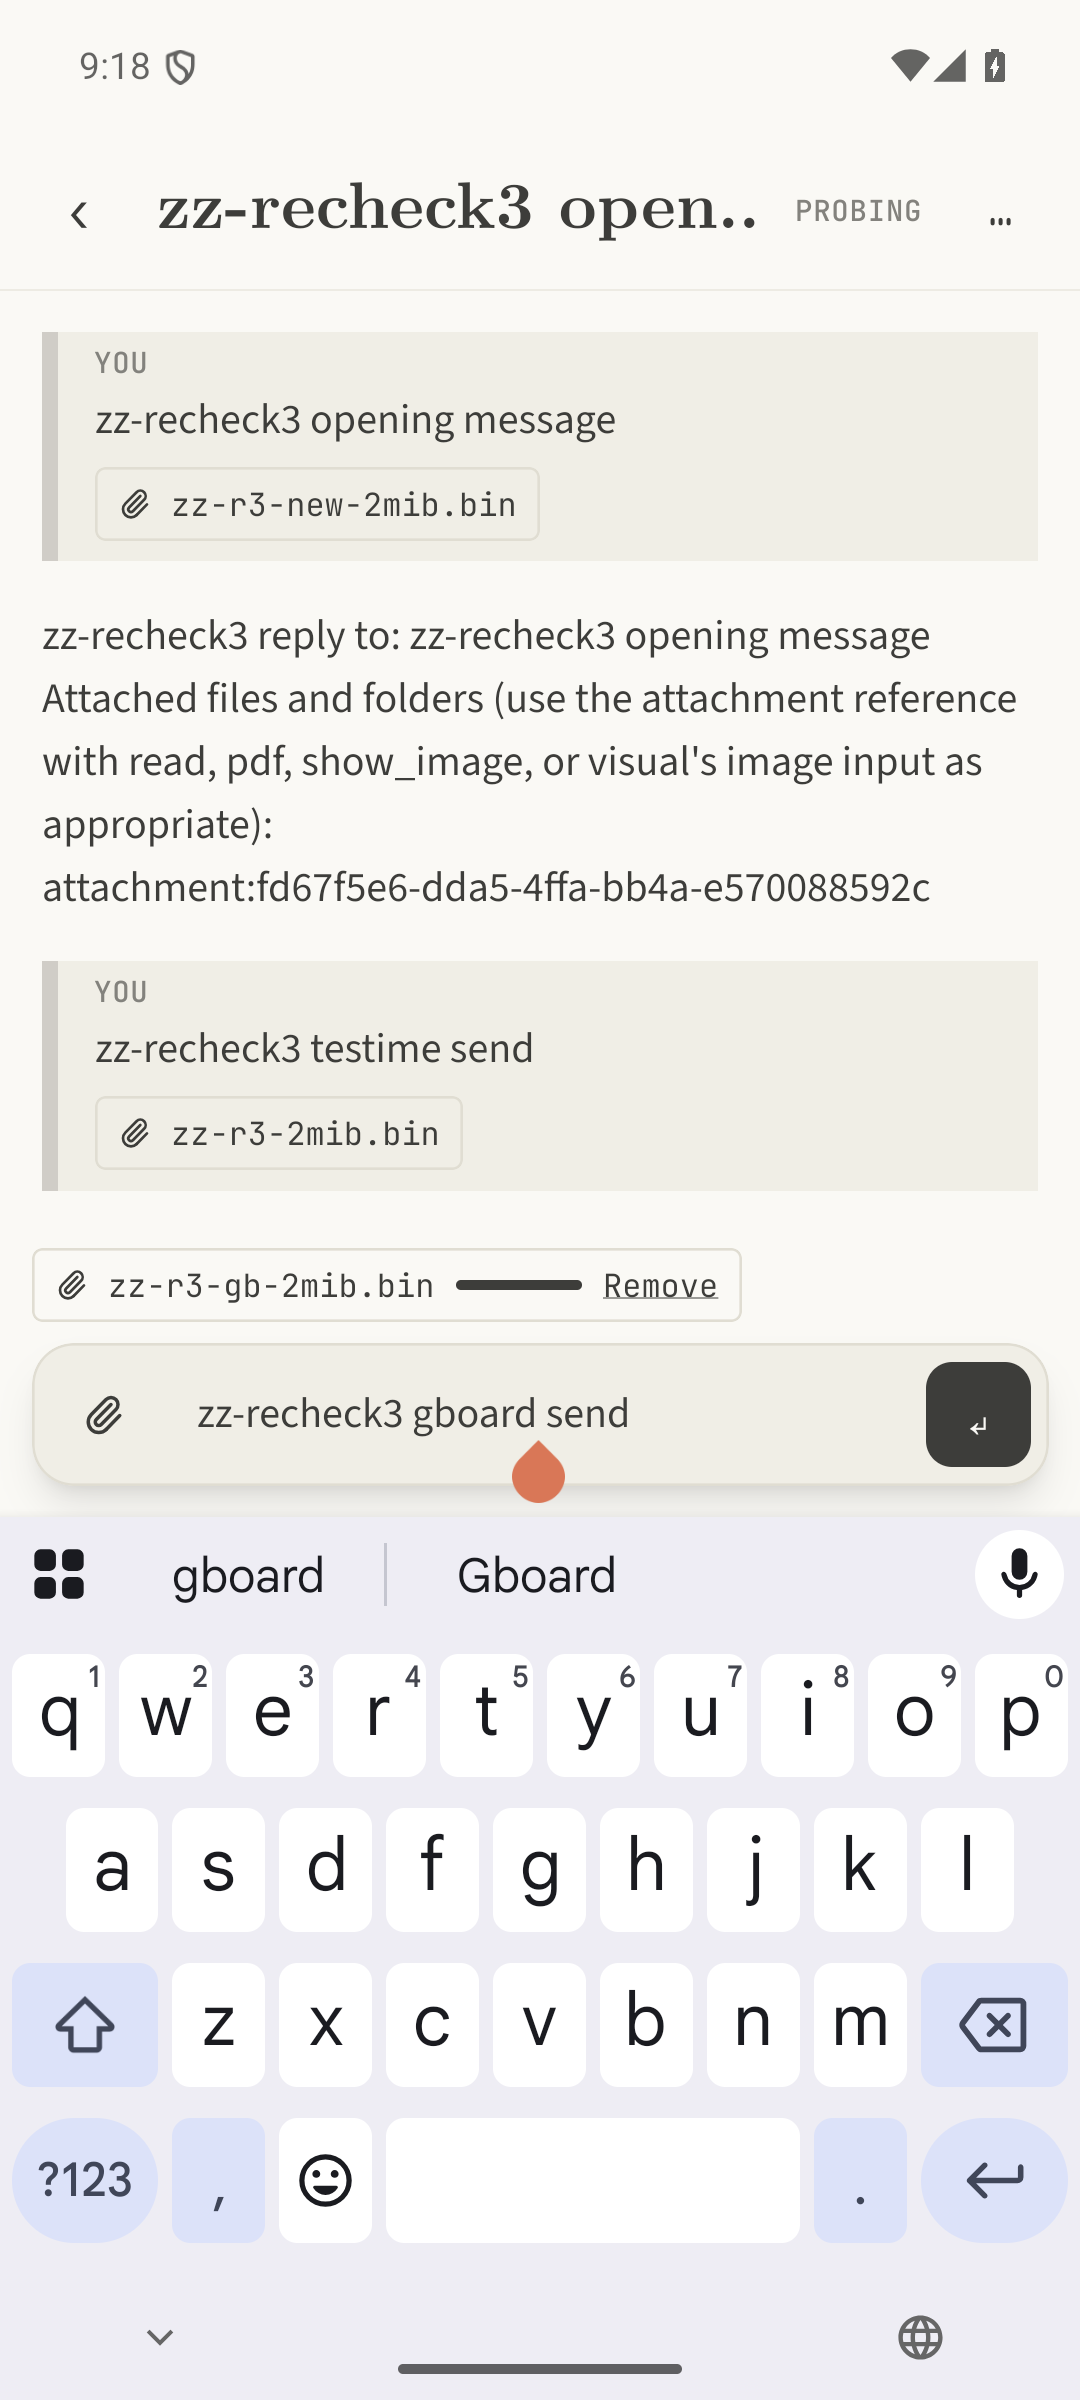 9:18
‹ zz-recheck3 open.. PROBING …
YOU
zz-recheck3 opening message
zz-r3-new-2mib.bin
zz-recheck3 reply to: zz-recheck3 opening message
Attached files and folders (use the attachment reference
with read, pdf, show_image, or visual's image input as
appropriate):
attachment:fd67f5e6-dda5-4ffa-bb4a-e570088592c
YOU
zz-recheck3 testime send
zz-r3-2mib.bin
zz-r3-gb-2mib.bin Remove
zz-recheck3 gboard send
gboard Gboard
q 1 w 2 e 3 r 4 t 5 y 6 u 7 i 8 o 9 p 0
a s d f g h j k l
z x c v b n m
?123 , .